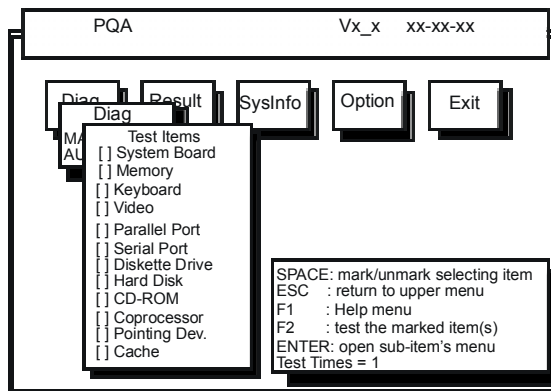 PQA Vx_x xx-xx-xx
Diag Result SysInfo Option Exit
Diag
MA
AU
Test Items
[ ] System Board
[ ] Memory
[ ] Keyboard
[ ] Video
[ ] Parallel Port
[ ] Serial Port
[ ] Diskette Drive
[ ] Hard Disk
[ ] CD-ROM
[ ] Coprocessor
[ ] Pointing Dev.
[ ] Cache
SPACE: mark/unmark selecting item
ESC : return to upper menu
F1 : Help menu
F2 : test the marked item(s)
ENTER: open sub-item's menu
Test Times = 1